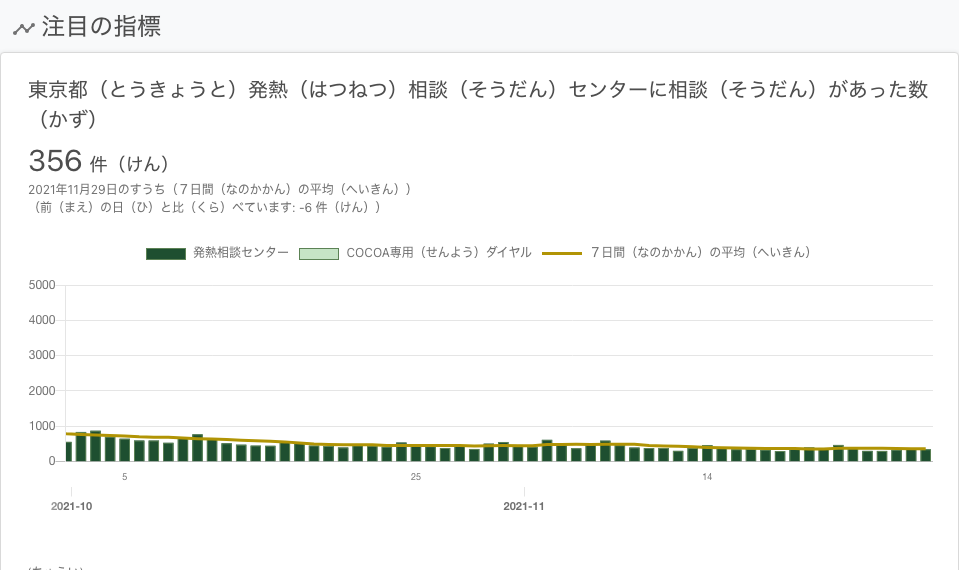 注目の指標
東京都（とうきょうと）発熱（はつねつ）相談（そうだん）センターに相談（そうだん）があった数
（かず）
356 件（けん）
2021年11月29日のすうち（７日間（なのかかん）の平均（へいきん））
（前（まえ）の日（ひ）と比（くら）べています: -6 件（けん））
発熱相談センター COCOA専用（せんよう）ダイヤル ７日間（なのかかん）の平均（へいきん）
5000
4000
3000
2000
1000
0
5 25 14
2021-10 2021-11